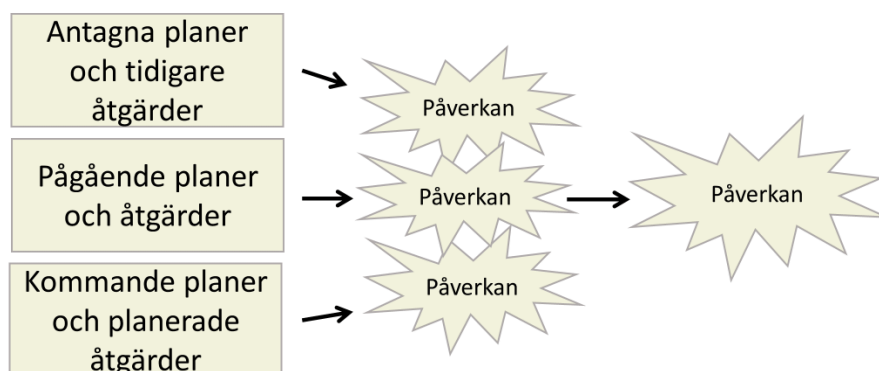 Antagna planer
och tidigare
åtgärder
Påverkan
Pågående planer
och åtgärder
Påverkan
Påverkan
Kommande planer
och planerade
åtgärder
Påverkan